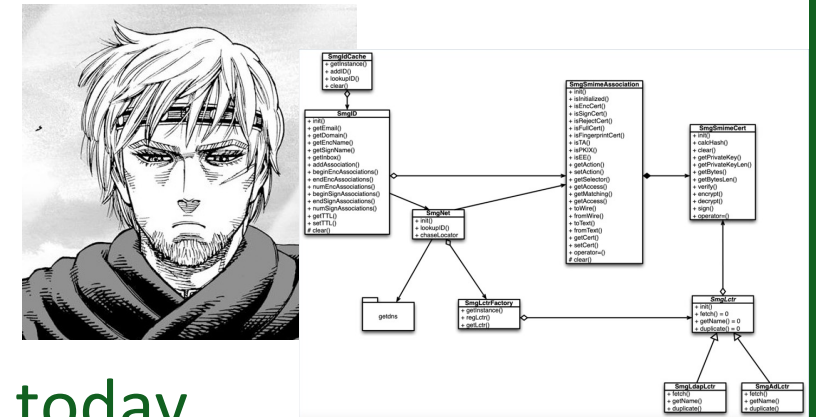 SmgIdCache
+ getInstance()
+ addID()
+ lookupID()
+ clear()
SmgID
+ init()
+ getEmail()
+ getDomain()
+ getEncName()
+ getSignName()
+ getInbox()
+ addAssociation()
+ beginEncAssociations()
+ endEncAssociations()
+ numEncAssociations()
+ beginSignAssociations()
+ endSignAssociations()
+ numSignAssociations()
+ getTTL()
+ setTTL()
# clear()
SmgNet
+ init()
+ lookupID()
+ chaseLocator
getdns
SmgLctrFactory
+ getInstance()
+ regLctr()
+ getLctr()
SmgSmimeAssociation
+ init()
+ isInitialized()
+ isEncCert()
+ isSignCert()
+ isRejectCert()
+ isFullCert()
+ isFingerprintCert()
+ isTA()
+ isPKIX()
+ isEE()
+ getAction()
+ setAction()
+ getSelector()
+ getAccess()
+ getMatching()
+ getAccess()
+ toWire()
+ fromWire()
+ toText()
+ fromText()
+ getCert()
+ setCert()
+ operator=()
# clear()
SmgSmimeCert
+ init()
+ calcHash()
+ clear()
+ getPrivateKey()
+ getPrivateKeyLen()
+ getBytes()
+ getBytesLen()
+ verify()
+ encrypt()
+ decrypt()
+ sign()
+ operator=()
SmgLctr
+ init()
+ fetch() = 0
+ getName() = 0
+ duplicate() = 0
SmgLdapLctr
+ fetch()
+ getName()
+ duplicate()
SmgAdLctr
+ fetch()
+ getName()
+ duplicate()
today